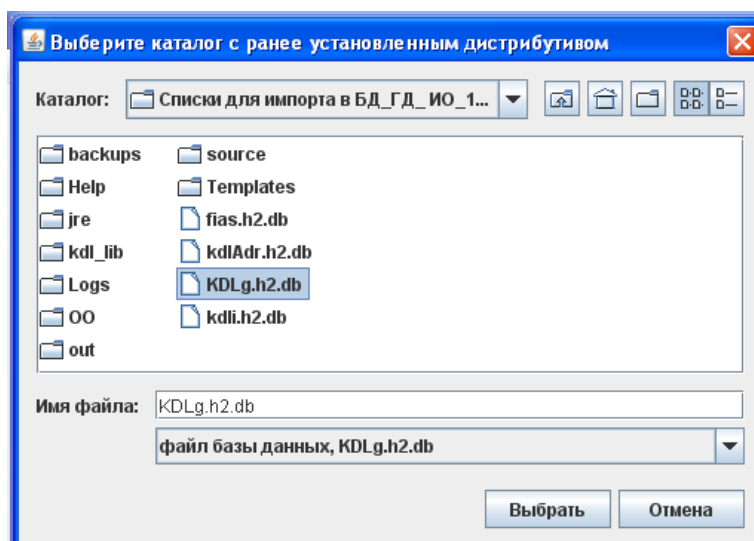 Выберите каталог с ранее установленным дистрибутивом
Каталог: Списки для импорта в БД_ГД_ ИО_1...
backups source
Help Templates
jre fias.h2.db
kdl_lib kdlAdr.h2.db
Logs KDLg.h2.db
OO kdli.h2.db
out
Имя файла: KDLg.h2.db
файл базы данных, KDLg.h2.db
Выбрать Отмена